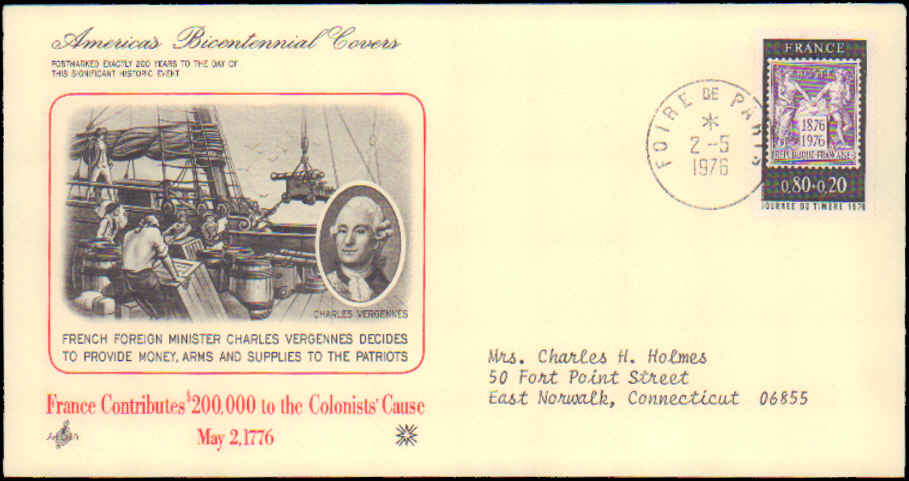 America's Bicentennial Covers
POSTMARKED EXACTLY 200 YEARS TO THE DAY OF
THIS SIGNIFICANT HISTORIC EVENT
CHARLES VERGENNES
FRENCH FOREIGN MINISTER CHARLES VERGENNES DECIDES
TO PROVIDE MONEY, ARMS AND SUPPLIES TO THE PATRIOTS
France Contributes $200,000 to the Colonists' Cause
May 2, 1776
FOIRE DE PARIS
2-5
1976
FRANCE
1876
1976
REPUBLIQUE FRANCAISE
0,80+0,20
JOURNÉE DU TIMBRE 1976
Mrs. Charles H. Holmes
50 Fort Point Street
East Norwalk, Connecticut 06855